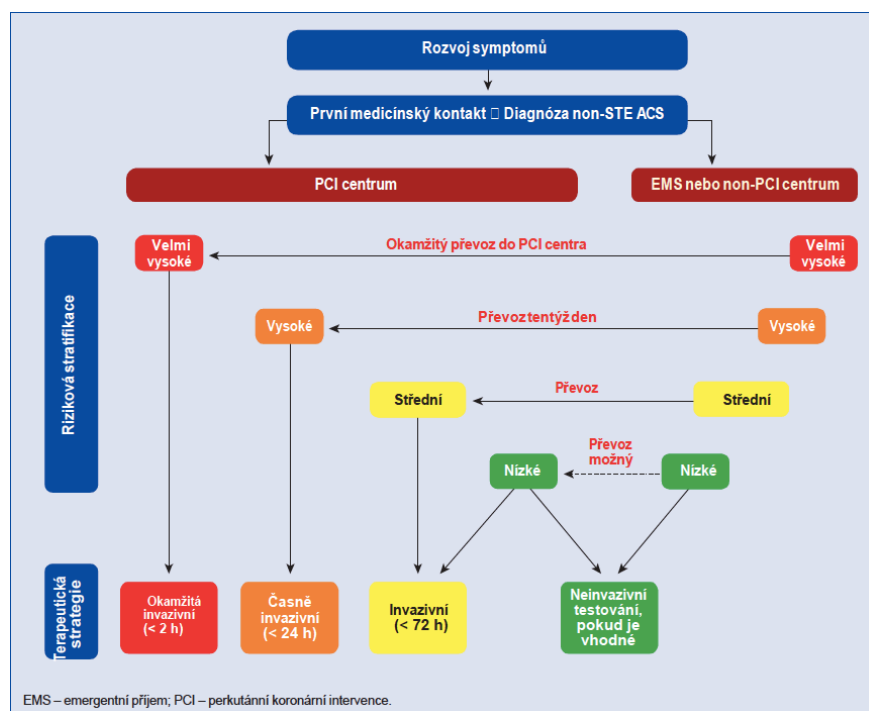 Rozvoj symptomů
První medicínský kontakt □ Diagnóza non-STE ACS
PCI centrum
EMS nebo non-PCI centrum
Riziková stratifikace
Velmi
vysoké
Okamžitý převoz do PCI centra
Velmi
vysoké
Vysoké
Převoz tentýž den
Vysoké
Střední
Převoz
Střední
Nízké
Převoz
možný
Nízké
Terapeutická
strategie
Okamžitá
invazivní
(< 2 h)
Časně
invazivní
(< 24 h)
Invazivní
(< 72 h)
Neinvazivní
testování,
pokud je
vhodné
EMS – emergentní příjem; PCI – perkutánní koronární intervence.